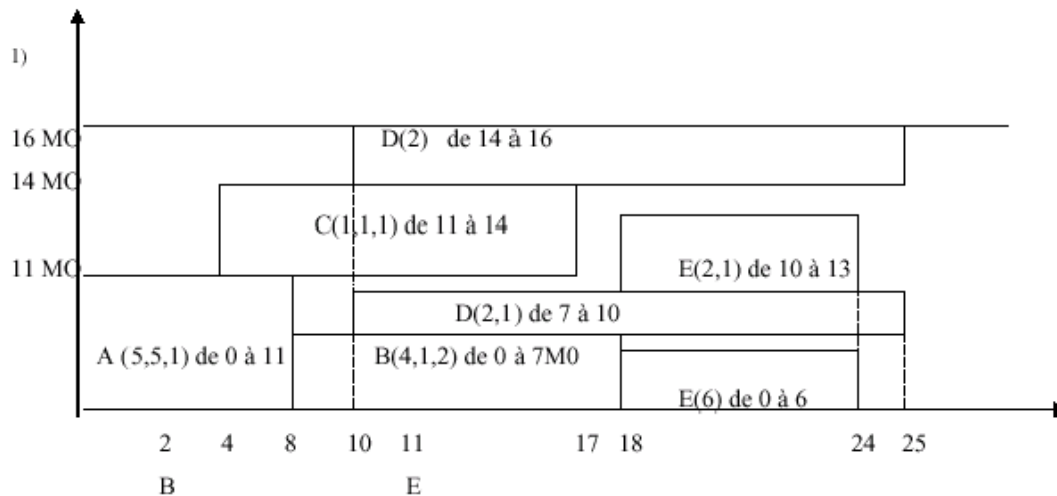 1)
16 MO
D(2) de 14 à 16
14 MO
C(1,1,1) de 11 à 14
11 MO
E(2,1) de 10 à 13
D(2,1) de 7 à 10
A (5,5,1) de 0 à 11
B(4,1,2) de 0 à 7M0
E(6) de 0 à 6
2 4 8 10 11 17 18 24 25
B E